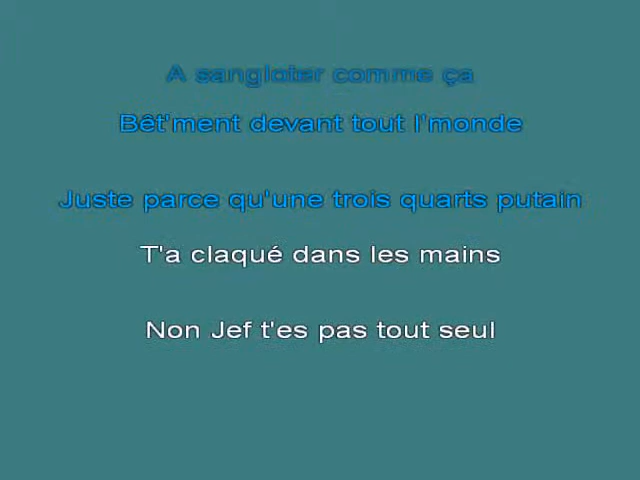 A sangloter comme ça
Bêt'ment devant tout l'monde
Juste parce qu'une trois quarts putain
T'a claqué dans les mains
Non Jef t'es pas tout seul